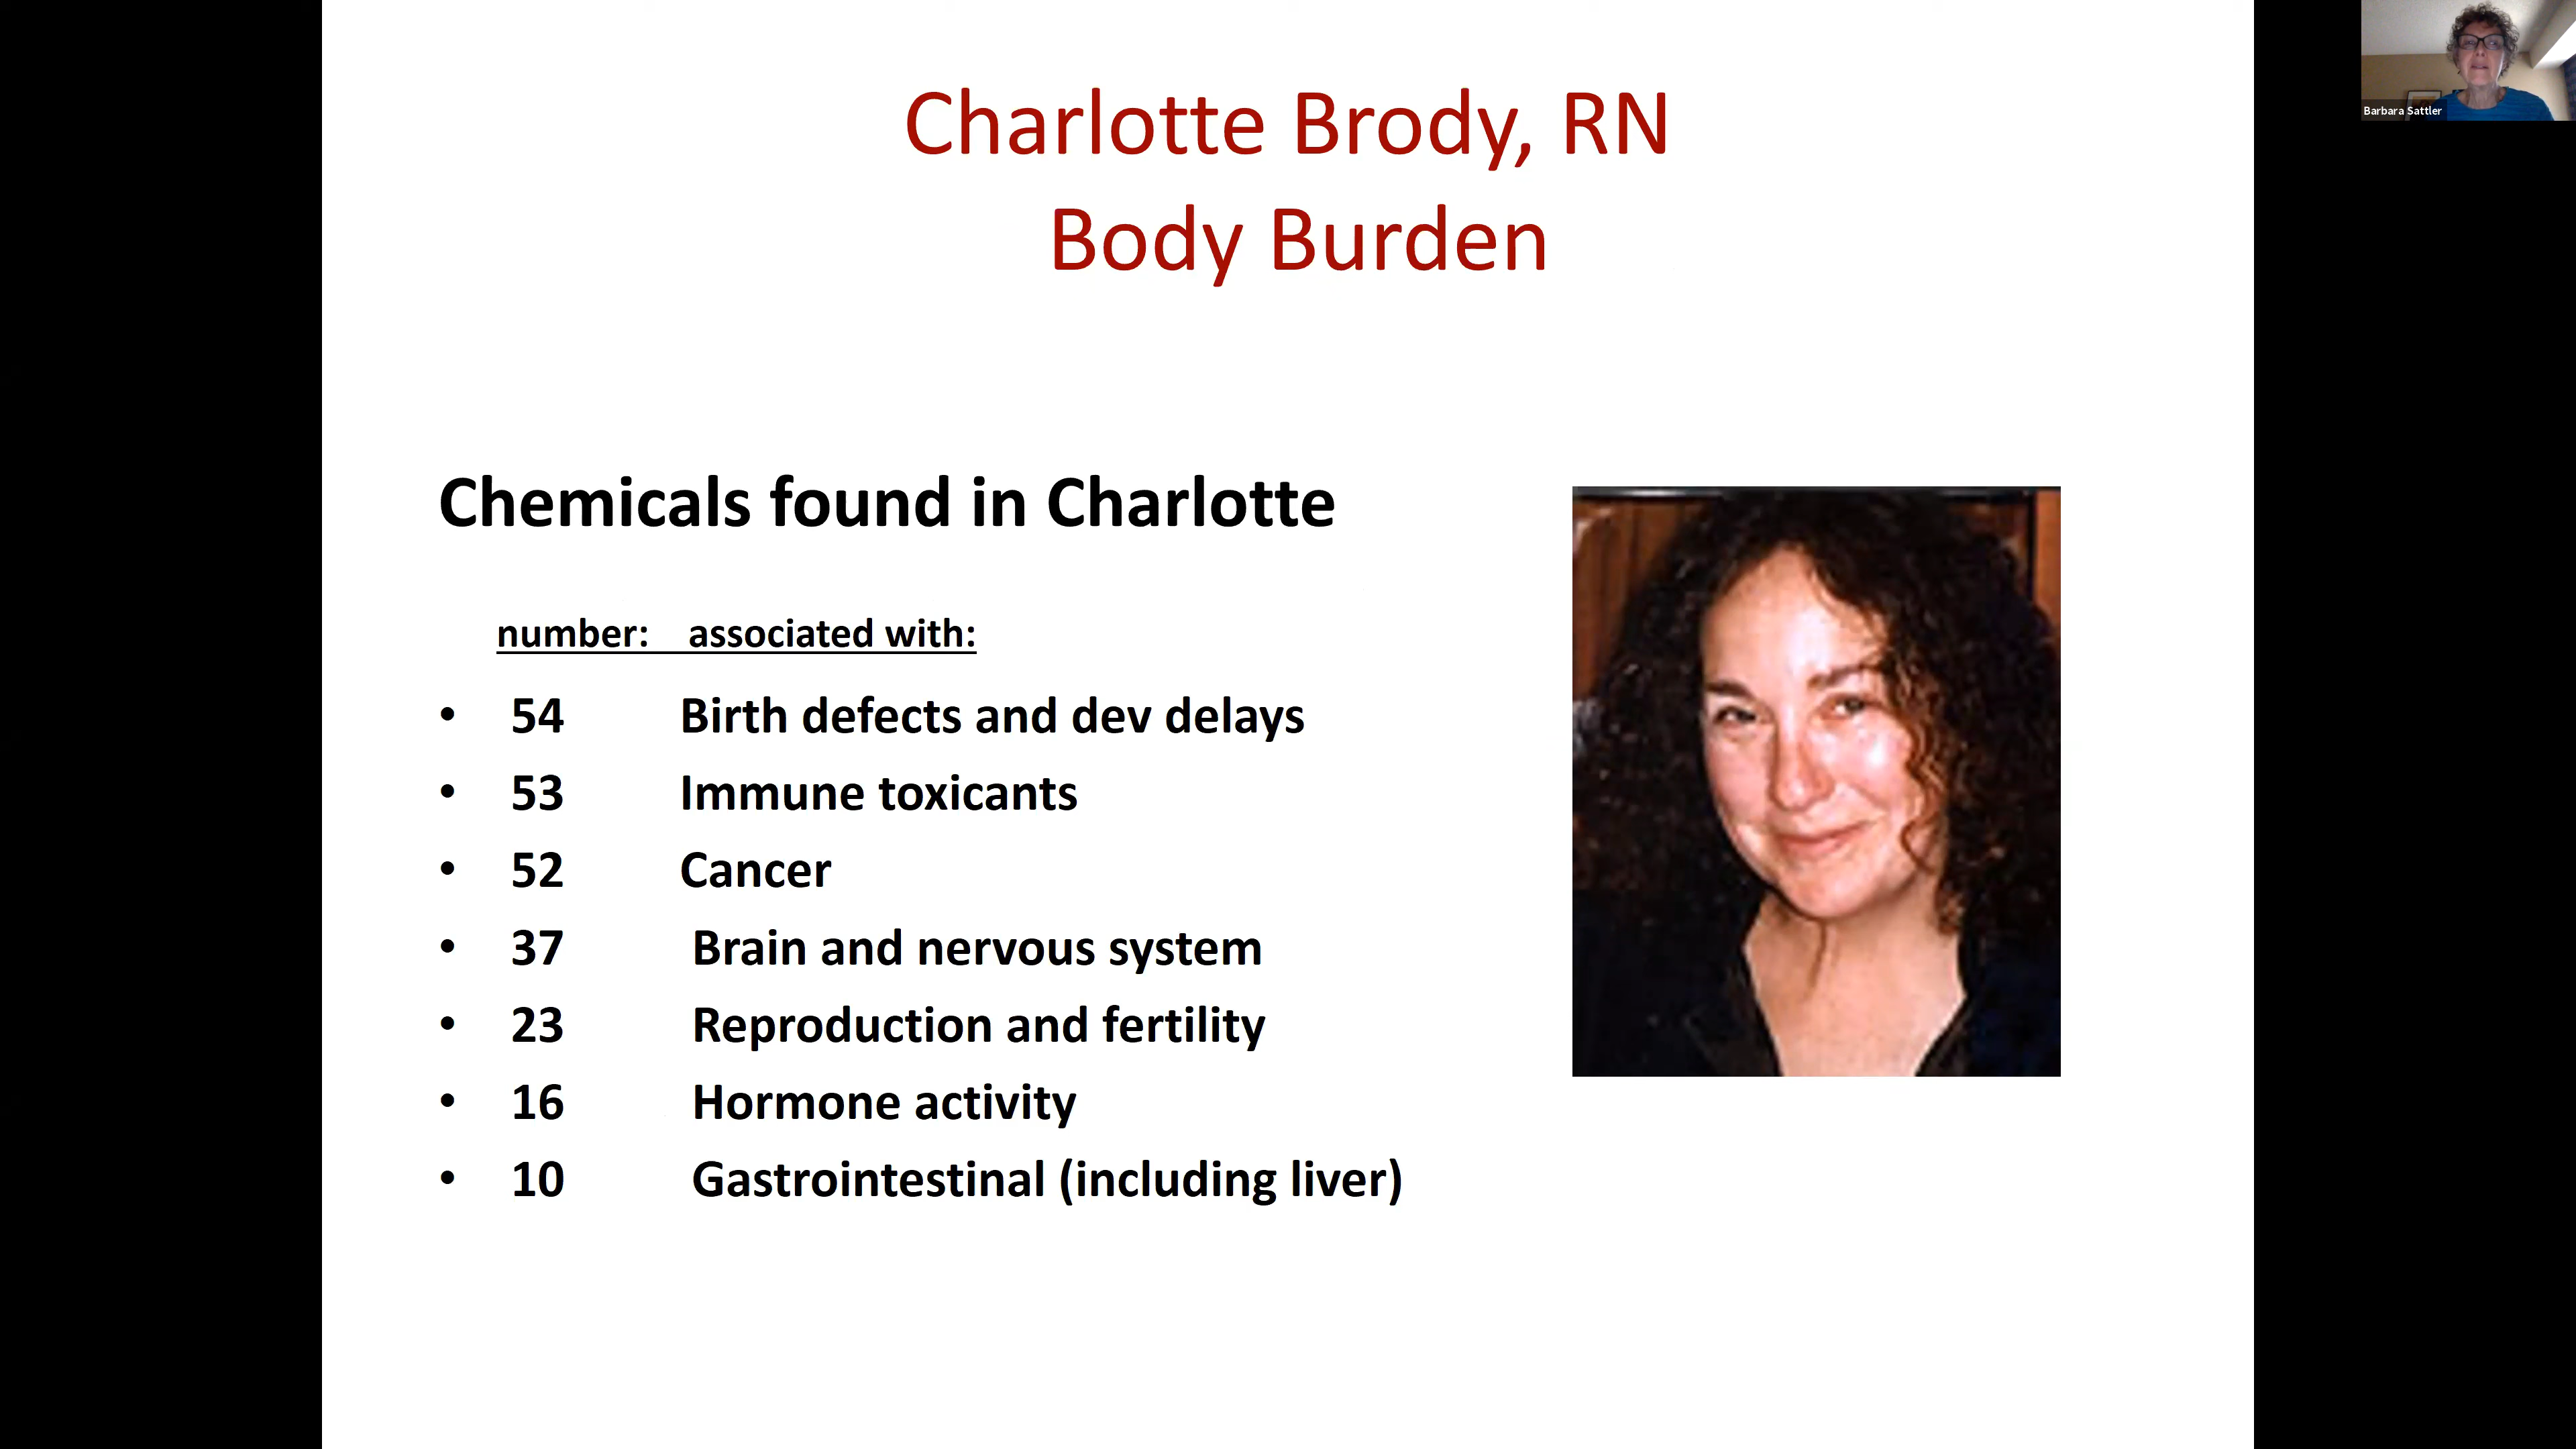 Charlotte Brody, RN
Body Burden
Barbara Sattler
Chemicals found in Charlotte
number: associated with:
• 54 Birth defects and dev delays
• 53 Immune toxicants
• 52 Cancer
• 37 Brain and nervous system
• 23 Reproduction and fertility
• 16 Hormone activity
• 10 Gastrointestinal (including liver)